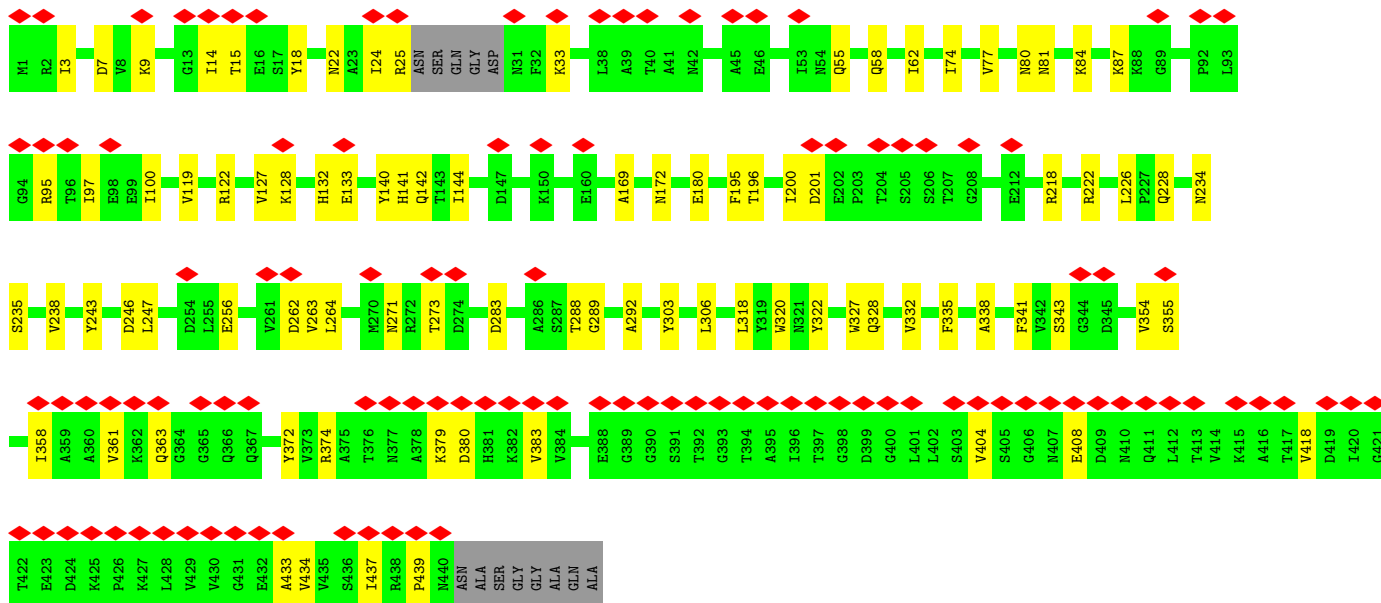 M1 R2 I3 D7 V8 K9 G13 I14 T15 E16 S17 Y18 N22 A23 I24 R25 ASN SER GLN GLY ASP N31 F32 K33 L38 A39 T40 A41 N42 A45 E46 I53 N54 Q55 Q58 I62 I74 V77 N80 N81 K84 K87 K88 G89 P92 L93
G94 R95 T96 I97 E98 E99 I100 V119 R122 V127 K128 H132 E133 Y140 H141 Q142 T143 I144 D147 K150 E160 A169 N172 E180 F195 T196 I200 D201 E202 P203 T204 S205 S206 T207 G208 E212 R218 R222 L226 P227 Q228 N234
S235 V238 Y243 D246 L247 D254 L255 E256 V261 D262 V263 L264 M270 N271 R272 T273 D274 D283 A286 S287 T288 G289 A292 Y303 L306 L318 Y319 W320 N321 Y322 W327 Q328 V332 F335 A338 F341 V342 S343 G344 D345 V354 S355
I358 A359 A360 V361 K362 Q363 G364 G365 Q366 Q367 Y372 V373 R374 A375 T376 N377 A378 K379 D380 H381 K382 V383 V384 E388 G389 G390 S391 T392 G393 T394 A395 I396 T397 G398 D399 G400 L401 L402 S403 V404 S405 G406 N407 E408 D409 N410 Q411 L412 T413 V414 K415 A416 T417 V418 D419 I420 G421
T422 E423 D424 K425 P426 K427 L428 V429 V430 G431 E432 A433 V434 V435 S436 I437 R438 P439 N440 ASN ALA SER GLY GLY ALA GLN ALA